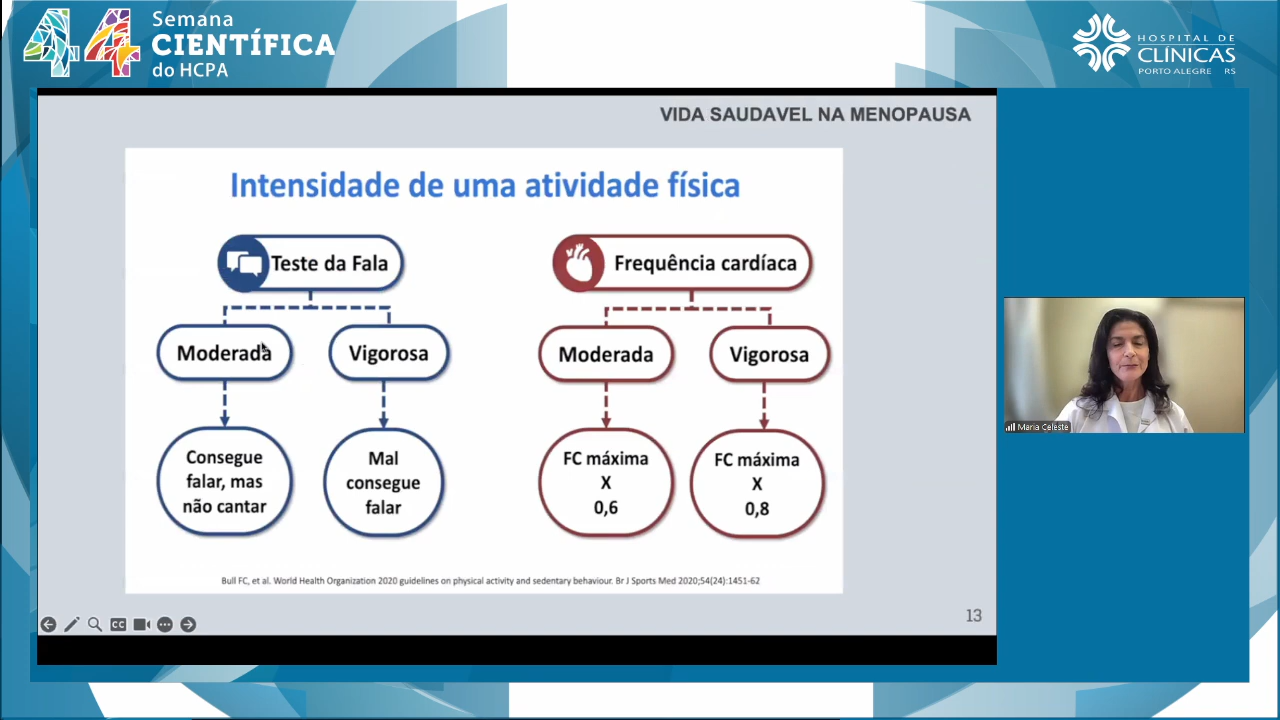 44
Semana
CIENTÍFICA
do HCPA
HOSPITAL DE
CLÍNICAS
PORTO ALEGRE RS
VIDA SAUDAVEL NA MENOPAUSA
Intensidade de uma atividade física
Teste da Fala
Frequência cardíaca
Moderada
Vigorosa
Moderada
Vigorosa
Consegue
falar, mas
não cantar
Mal
consegue
falar
FC máxima
X
0,6
FC máxima
X
0,8
Bull FC, et al. World Health Organization 2020 guidelines on physical activity and sedentary behaviour. Br J Sports Med 2020;54(24):1451-62
13
CC
Maria Celeste